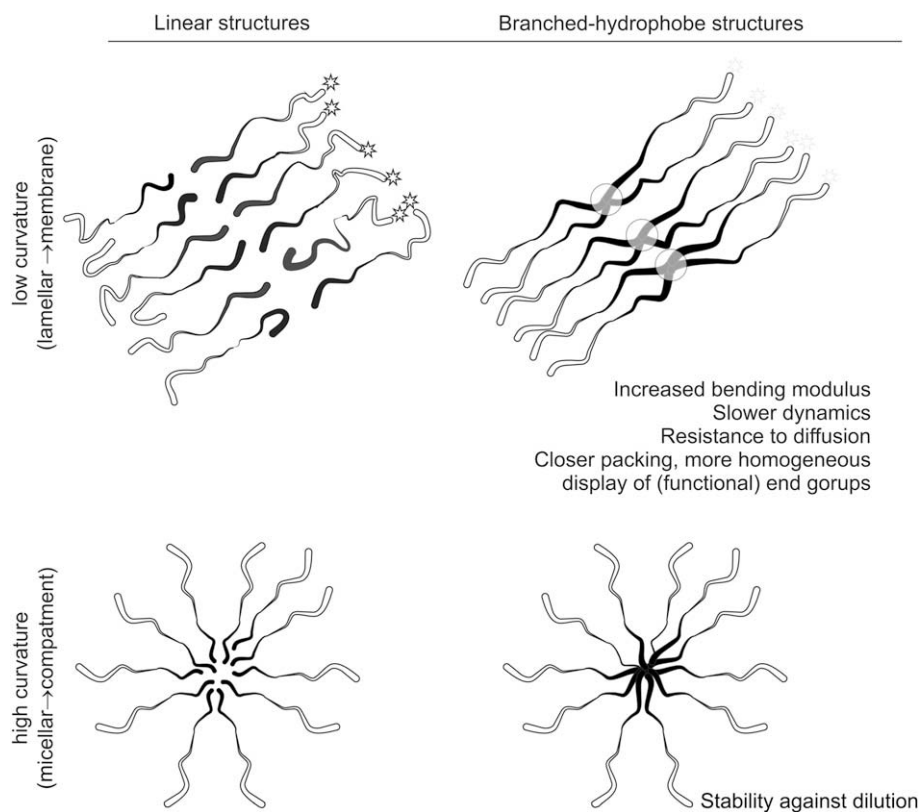 Linear structures
Branched-hydrophobe structures
low curvature
(lamellar →membrane)
Increased bending modulus
Slower dynamics
Resistance to diffusion
Closer packing, more homogeneous
display of (functional) end gorups
high curvature
(micellar→compatment)
Stability against dilution